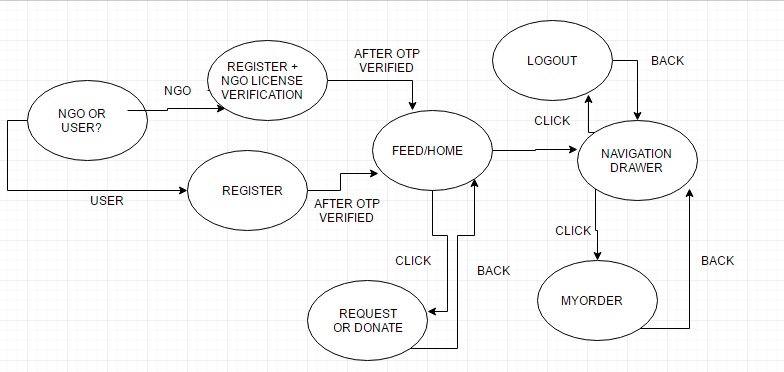 NGO OR
USER?
NGO
USER
REGISTER +
NGO LICENSE
VERIFICATION
REGISTER
AFTER OTP
VERIFIED
AFTER OTP
VERIFIED
FEED/HOME
CLICK
BACK
REQUEST
OR DONATE
LOGOUT
BACK
CLICK
NAVIGATION
DRAWER
CLICK
BACK
MYORDER